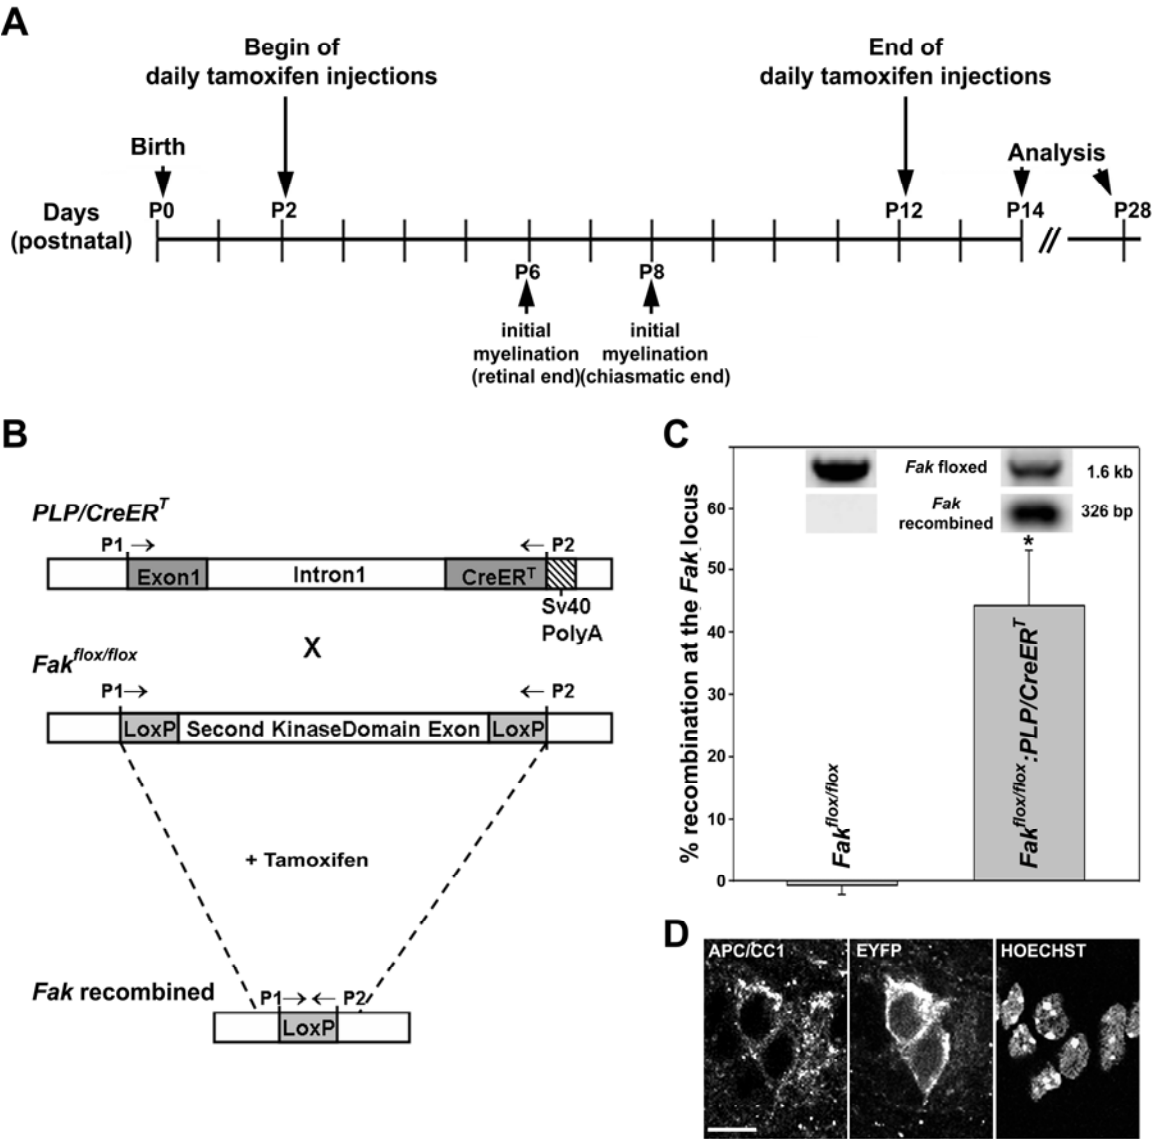 A
Begin of
daily tamoxifen injections
End of
daily tamoxifen injections
Birth
Analysis
Days
(postnatal)
P0
P2
P12
P14
P28
P6
P8
initial
myelination
(retinal end)
initial
myelination
(chiasmatic end)
B
PLP/CreER^T
P1 → ← P2
Exon1 Intron1 CreER^T
Sv40
PolyA
X
Fak^flox/flox
P1→ ← P2
LoxP Second KinaseDomain Exon LoxP
+ Tamoxifen
Fak recombined
P1→← P2
LoxP
C
% recombination at the Fak locus
60
50
40
30
20
10
0
Fak floxed 1.6 kb
Fak
recombined 326 bp
*
Fak^flox/flox
Fak^flox/flox:PLP/CreER^T
D
APC/CC1 EYFP HOECHST